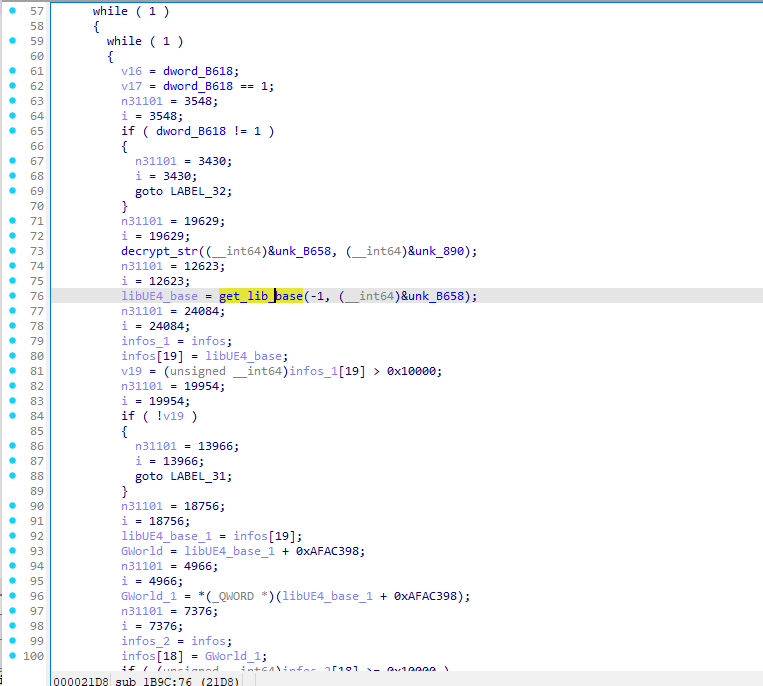 57 while ( 1 )
58 {
59 while ( 1 )
60 {
61 v16 = dword_B618;
62 v17 = dword_B618 == 1;
63 n31101 = 3548;
64 i = 3548;
65 if ( dword_B618 != 1 )
66 {
67 n31101 = 3430;
68 i = 3430;
69 goto LABEL_32;
70 }
71 n31101 = 19629;
72 i = 19629;
73 decrypt_str((__int64)&unk_B658, (__int64)&unk_890);
74 n31101 = 12623;
75 i = 12623;
76 libUE4_base = get_lib_base(-1, (__int64)&unk_B658);
77 n31101 = 24084;
78 i = 24084;
79 infos_1 = infos;
80 infos[19] = libUE4_base;
81 v19 = (unsigned __int64)infos_1[19] > 0x10000;
82 n31101 = 19954;
83 i = 19954;
84 if ( !v19 )
85 {
86 n31101 = 13966;
87 i = 13966;
88 goto LABEL_31;
89 }
90 n31101 = 18756;
91 i = 18756;
92 libUE4_base_1 = infos[19];
93 GWorld = libUE4_base_1 + 0xAFAC398;
94 n31101 = 4966;
95 i = 4966;
96 GWorld_1 = *(_QWORD *)(libUE4_base_1 + 0xAFAC398);
97 n31101 = 7376;
98 i = 7376;
99 infos_2 = infos;
100 infos[18] = GWorld_1;
if ( (unsigned __int64)infos_2[18] >= 0x10000 )
000021D8 sub_1B9C:76 (21D8)